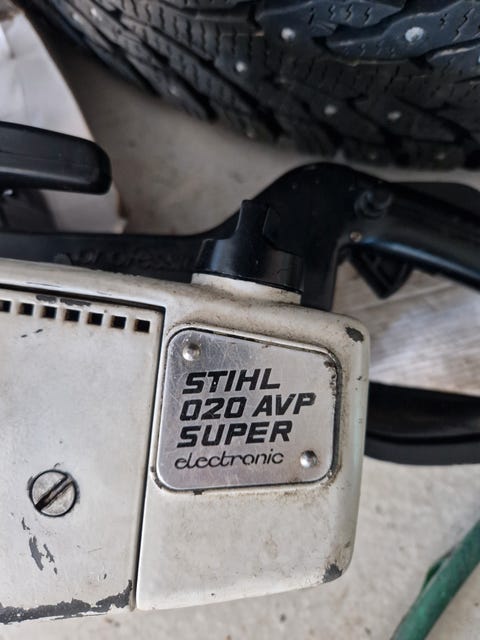 STIHL
020 AVP
SUPER
electronic